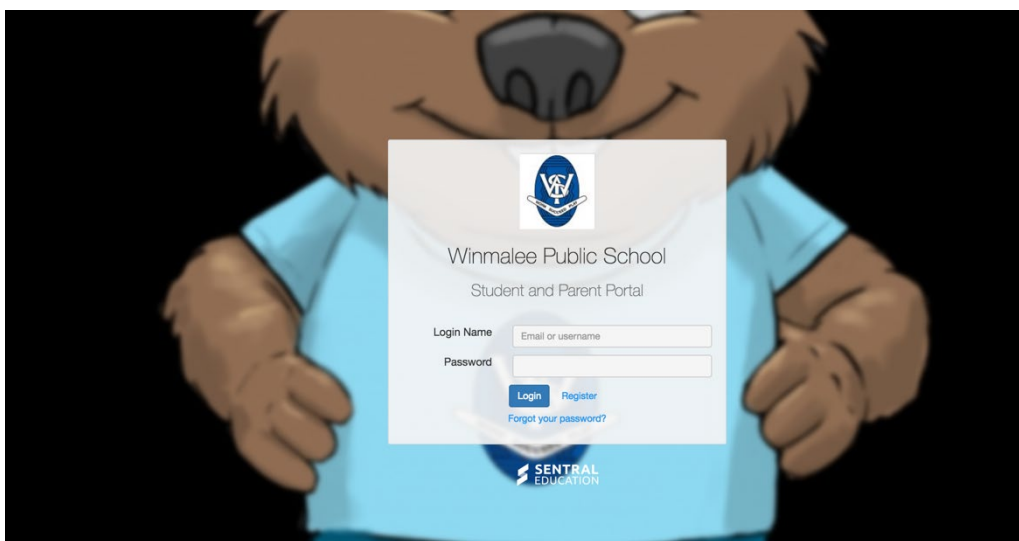 Winmalee Public School
Student and Parent Portal
Login Name
Email or username
Password
Login Register
Forgot your password?
SENTRAL
EDUCATION